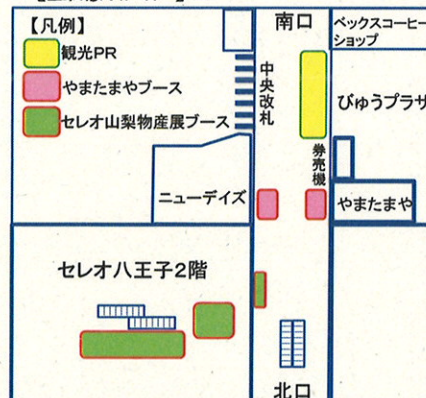 【凡例】
観光PR
やまたまやブース
セレオ山梨物産展ブース
南口
ベックスコーヒー
ショップ
中央改札
びゅうプラザ
券売機
ニューデイズ
やまたまや
セレオ八王子2階
北口